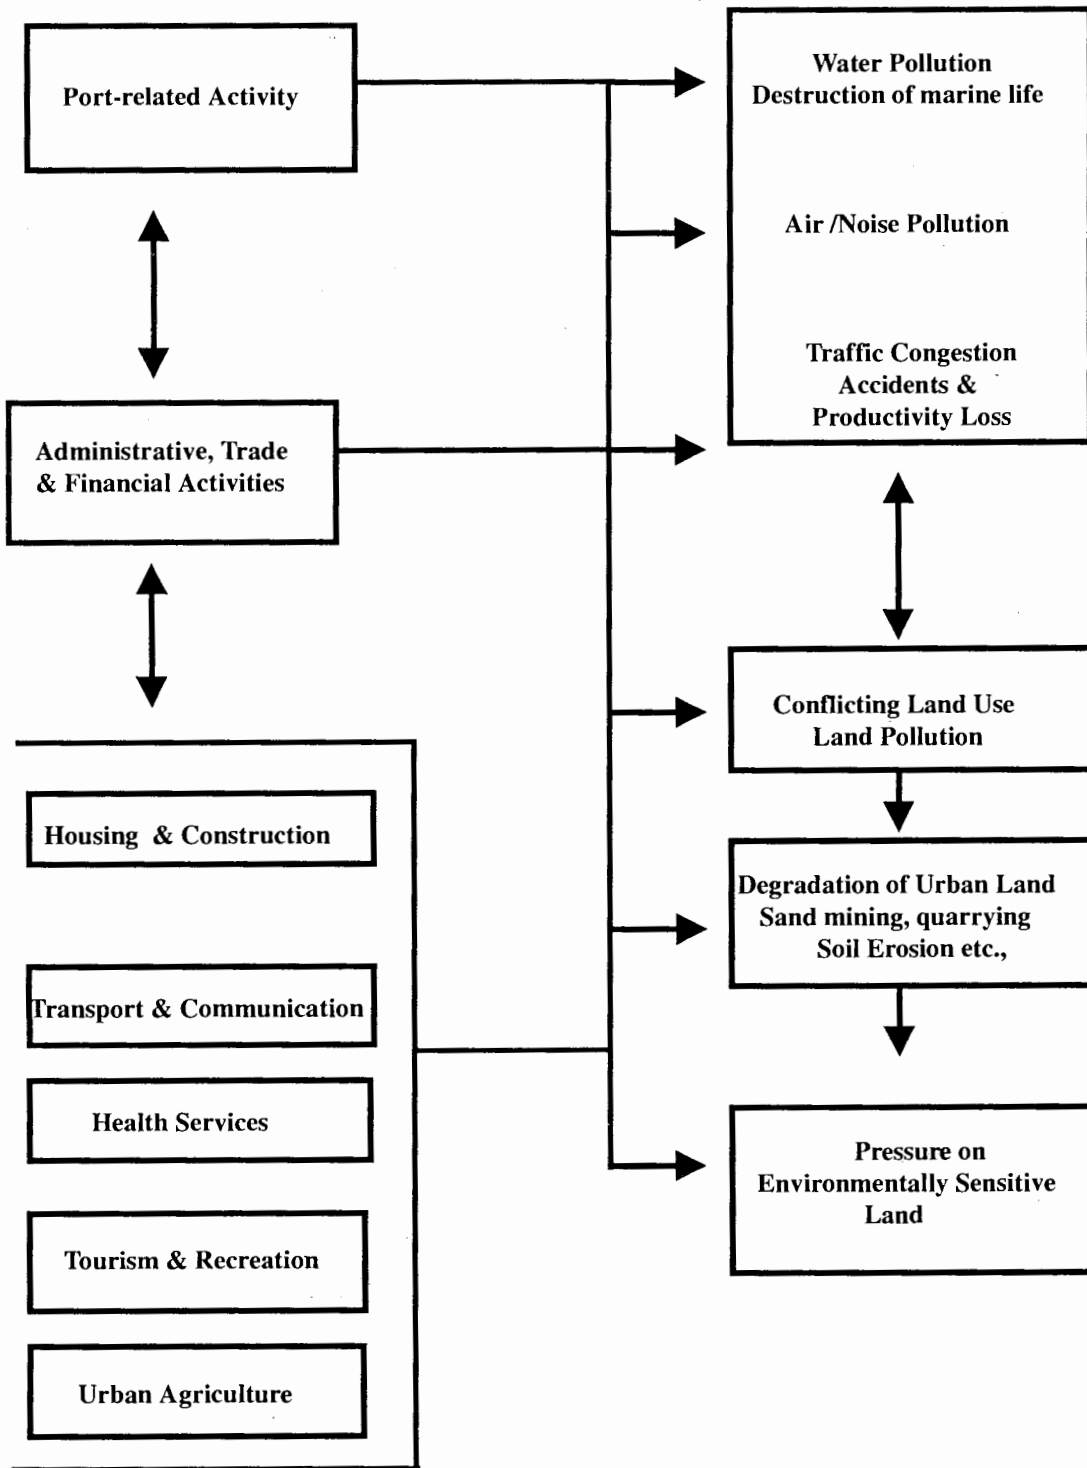 Port-related Activity
Administrative, Trade
& Financial Activities
Housing & Construction
Transport & Communication
Health Services
Tourism & Recreation
Urban Agriculture
Water Pollution
Destruction of marine life
Air /Noise Pollution
Traffic Congestion
Accidents &
Productivity Loss
Conflicting Land Use
Land Pollution
Degradation of Urban Land
Sand mining, quarrying
Soil Erosion etc.,
Pressure on
Environmentally Sensitive
Land